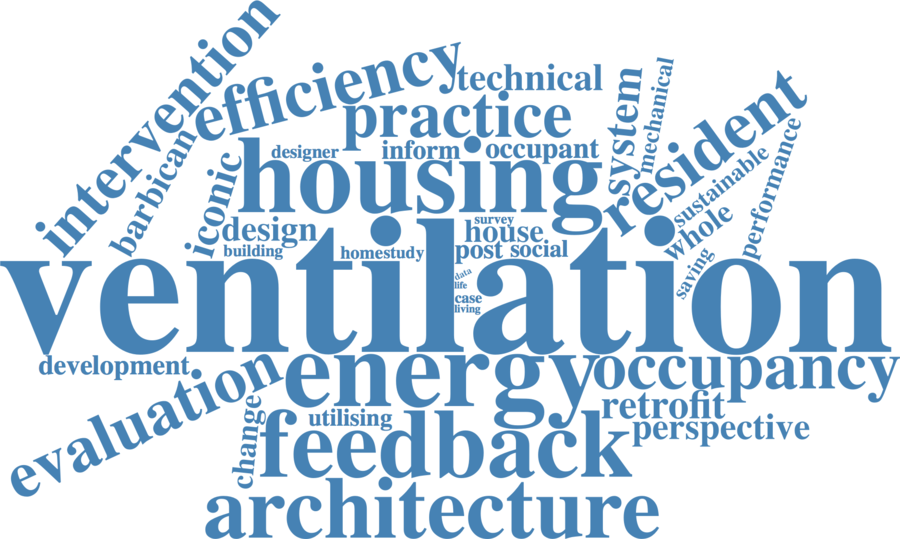 intervention
efficiency
technical
practice
system
mechanical
resident
barbican
iconic
designer
inform
occupant
housing
sustainable
performance
design
survey
house
whole
building
homestudy
post
social
saving
data
life
case
living
ventilation
development
energy
occupancy
evaluation
change
utilising
retrofit
perspective
feedback
architecture